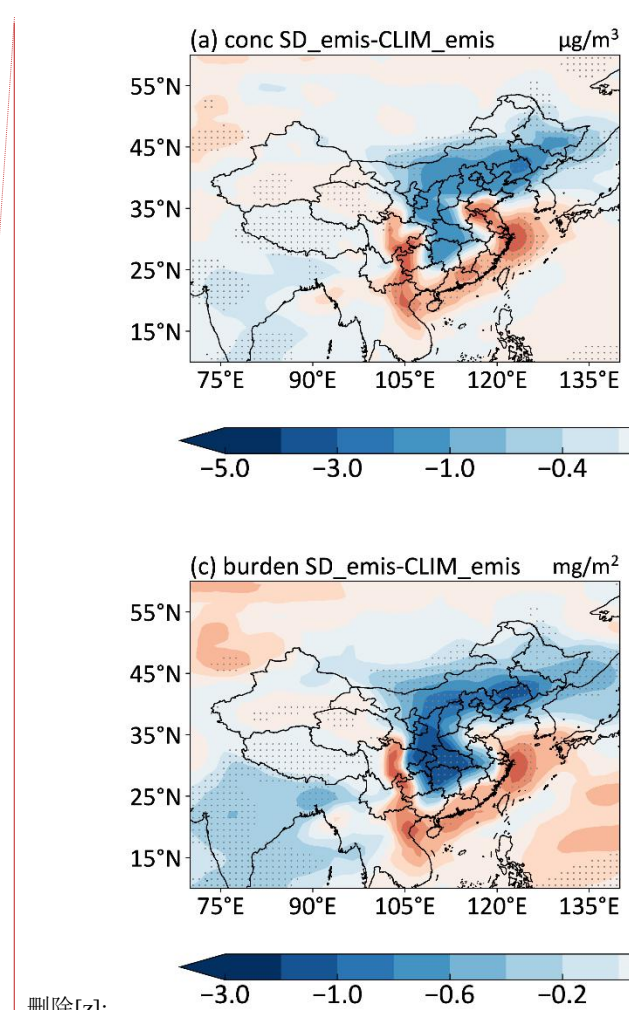 (a) conc SD_emis-CLIM_emis μg/m³
55°N
45°N
35°N
25°N
15°N
75°E 90°E 105°E 120°E 135°E
−5.0 −3.0 −1.0 −0.4
(c) burden SD_emis-CLIM_emis mg/m²
55°N
45°N
35°N
25°N
15°N
75°E 90°E 105°E 120°E 135°E
−3.0 −1.0 −0.6 −0.2
删除[z]: